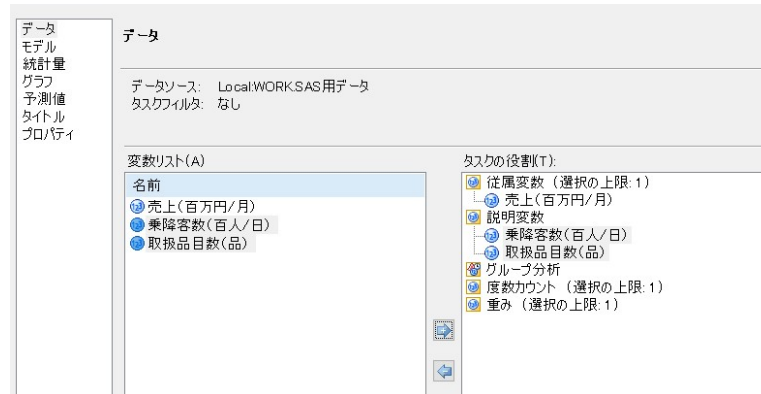 データ
モデル
統計量
グラフ
予測値
タイトル
プロパティ
データ
データソース: Local:WORK.SAS用データ
タスクフィルタ: なし
変数リスト(A)
名前
売上(百万円/月)
乗降客数(百人/日)
取扱品目数(品)
タスクの役割(T):
従属変数 (選択の上限:1)
売上(百万円/月)
説明変数
乗降客数(百人/日)
取扱品目数(品)
グループ分析
度数カウント (選択の上限:1)
重み (選択の上限:1)